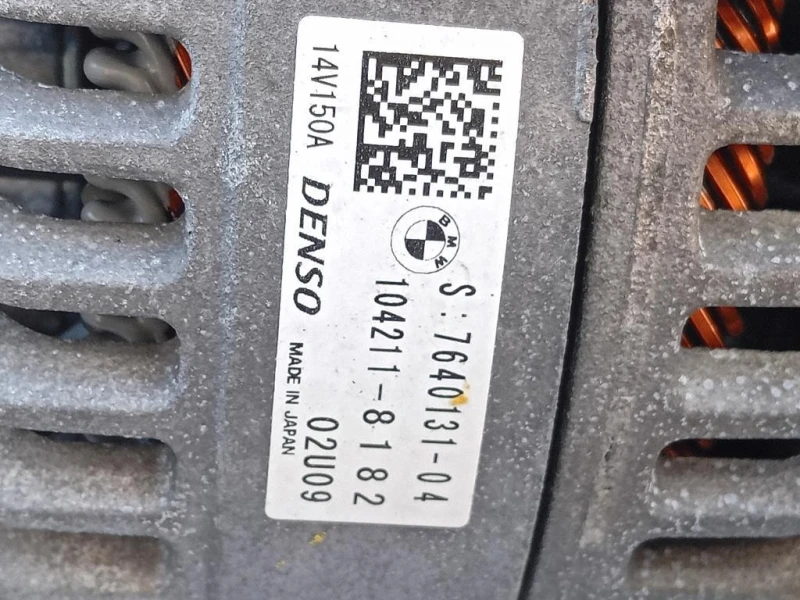 BMW
S:7640131-04
104211-8182
14V150A DENSO MADE IN JAPAN 02U09